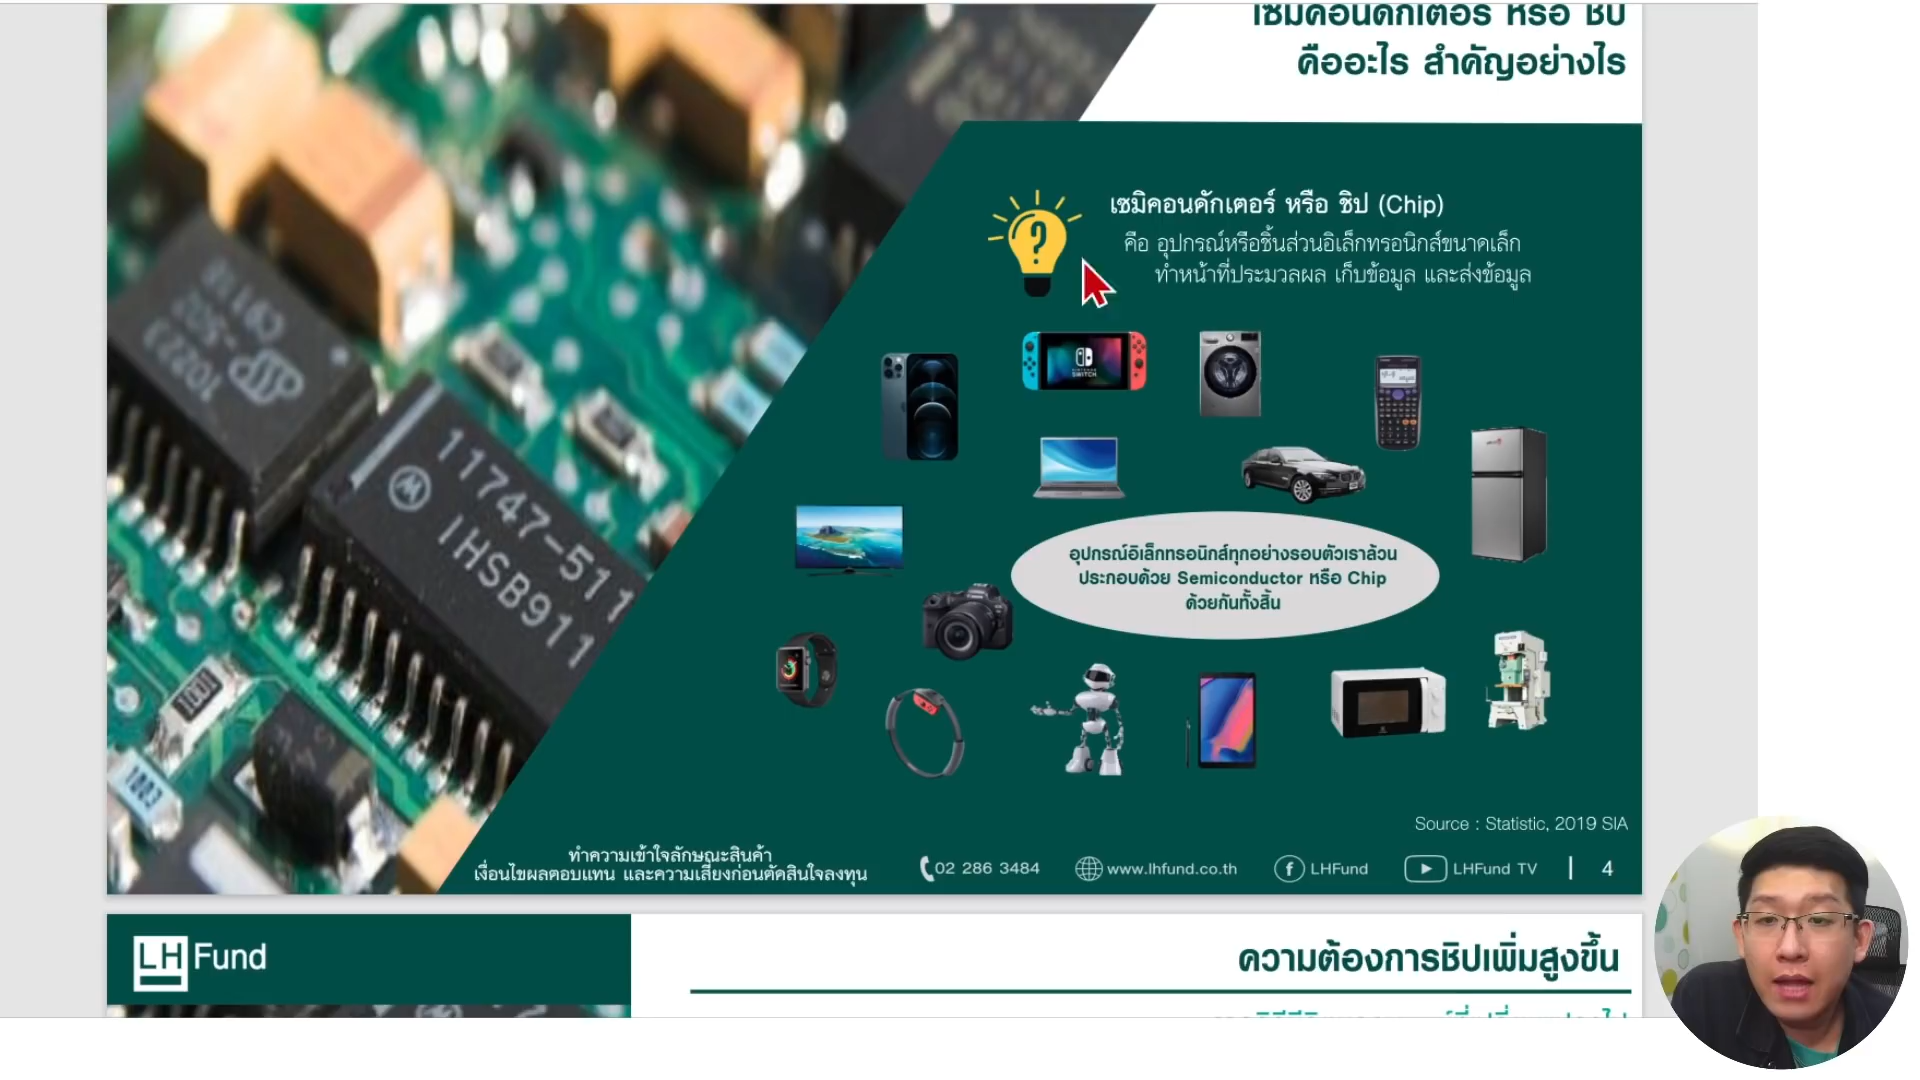 เซมิคอนดักเตอร์ หรือ ชิป
คืออะไร สำคัญอย่างไร
เซมิคอนดักเตอร์ หรือ ชิป (Chip)
คือ อุปกรณ์หรือชิ้นส่วนอิเล็กทรอนิกส์ขนาดเล็ก
ทำหน้าที่ประมวลผล เก็บข้อมูล และส่งข้อมูล
NINTENDO
SWITCH
C9118
-502
10223
11747-511
IHSB911
1001
1003
อุปกรณ์อิเล็กทรอนิกส์ทุกอย่างรอบตัวเราล้วน
ประกอบด้วย Semiconductor หรือ Chip
ด้วยกันทั้งสิ้น
Source : Statistic, 2019 SIA
ทำความเข้าใจลักษณะสินค้า
เงื่อนไขผลตอบแทน และความเสี่ยงก่อนตัดสินใจลงทุน
02 286 3484 www.lhfund.co.th LHFund LHFund TV | 4
LH Fund
ความต้องการชิปเพิ่มสูงขึ้น